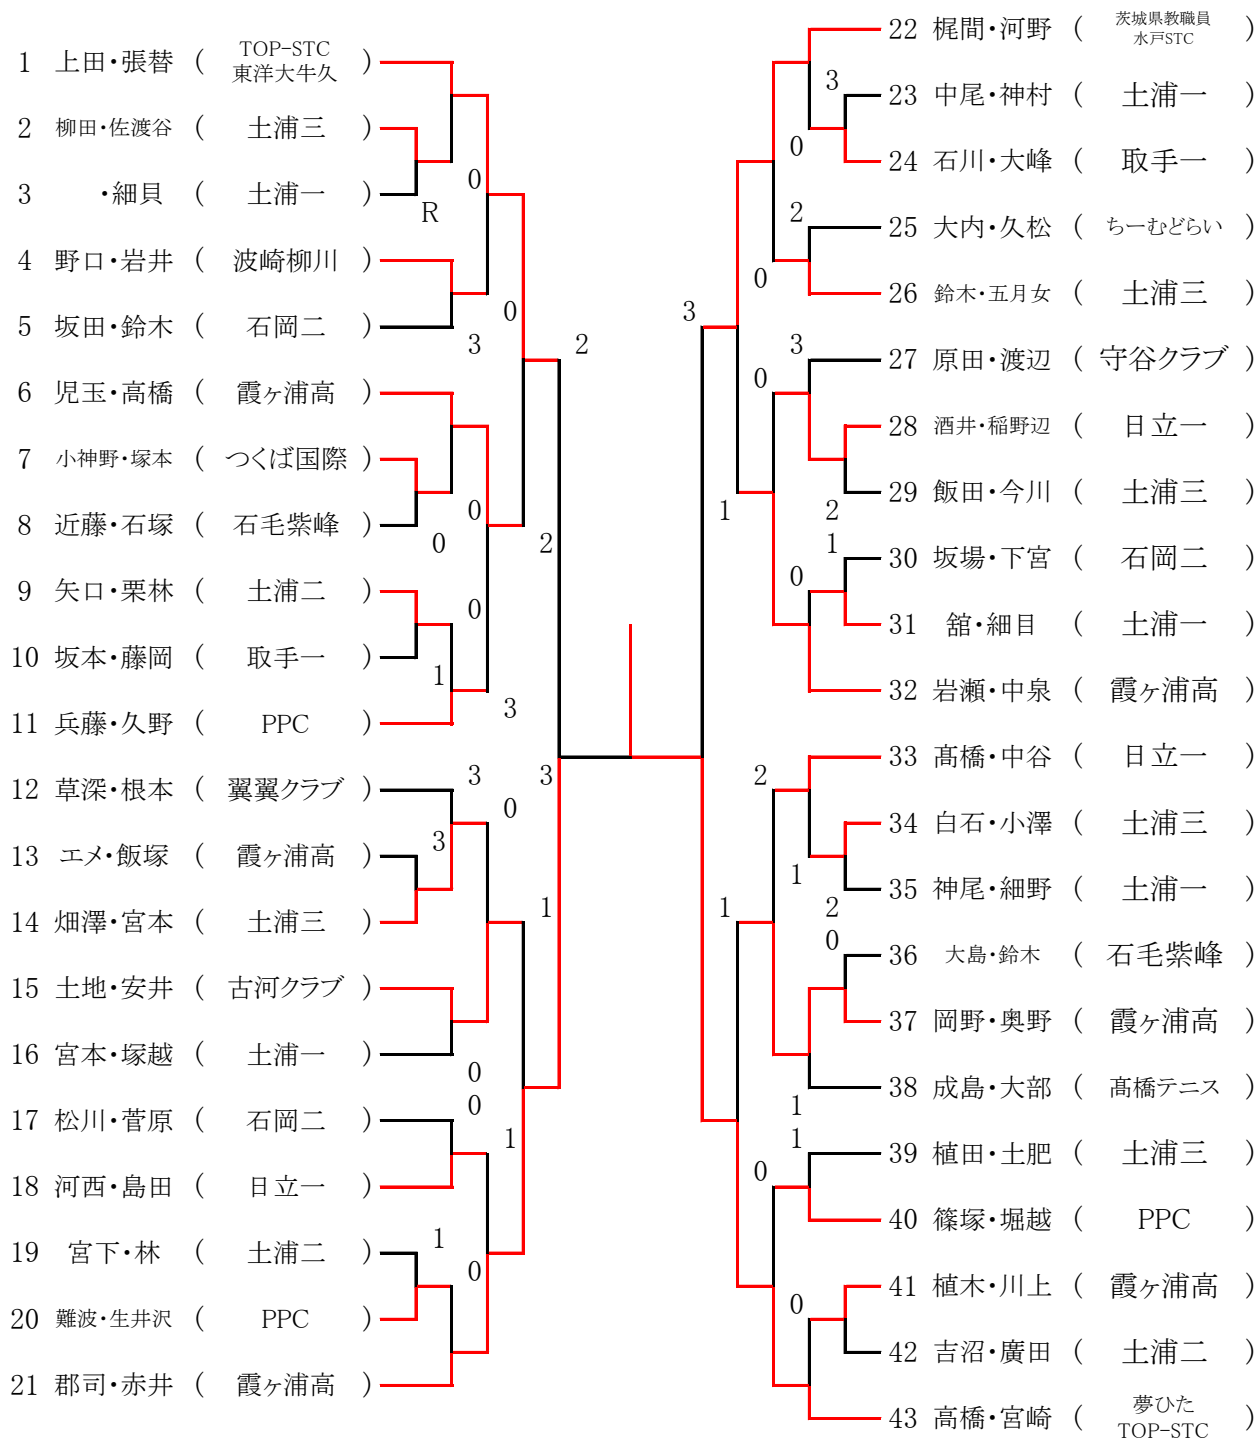 1 上田・張替 ( TOP-STC 東洋大牛久 )
2 柳田・佐渡谷 ( 土浦三 )
3 ・細貝 ( 土浦一 )
4 野口・岩井 ( 波崎柳川 )
5 坂田・鈴木 ( 石岡二 )
6 児玉・高橋 ( 霞ヶ浦高 )
7 小神野・塚本 ( つくば国際 )
8 近藤・石塚 ( 石毛紫峰 )
9 矢口・栗林 ( 土浦二 )
10 坂本・藤岡 ( 取手一 )
11 兵藤・久野 ( PPC )
12 草深・根本 ( 翼翼クラブ )
13 エメ・飯塚 ( 霞ヶ浦高 )
14 畑澤・宮本 ( 土浦三 )
15 土地・安井 ( 古河クラブ )
16 宮本・塚越 ( 土浦一 )
17 松川・菅原 ( 石岡二 )
18 河西・島田 ( 日立一 )
19 宮下・林 ( 土浦二 )
20 難波・生井沢 ( PPC )
21 郡司・赤井 ( 霞ヶ浦高 )
0
R
0
3
2
0
0
2
0
1
3
3
0
3
3
1
0
0
1
1
0
3
0
2
0
3
3
0
1
2
1
0
2
1
2
0
1
1
1
0
0
22 梶間・河野 ( 茨城県教職員 水戸STC )
23 中尾・神村 ( 土浦一 )
24 石川・大峰 ( 取手一 )
25 大内・久松 ( ちーむどらい )
26 鈴木・五月女 ( 土浦三 )
27 原田・渡辺 ( 守谷クラブ )
28 酒井・稲野辺 ( 日立一 )
29 飯田・今川 ( 土浦三 )
30 坂場・下宮 ( 石岡二 )
31 舘・細目 ( 土浦一 )
32 岩瀬・中泉 ( 霞ヶ浦高 )
33 髙橋・中谷 ( 日立一 )
34 白石・小澤 ( 土浦三 )
35 神尾・細野 ( 土浦一 )
36 大島・鈴木 ( 石毛紫峰 )
37 岡野・奥野 ( 霞ヶ浦高 )
38 成島・大部 ( 髙橋テニス )
39 植田・土肥 ( 土浦三 )
40 篠塚・堀越 ( PPC )
41 植木・川上 ( 霞ヶ浦高 )
42 吉沼・廣田 ( 土浦二 )
43 高橋・宮崎 ( 夢ひた TOP-STC )